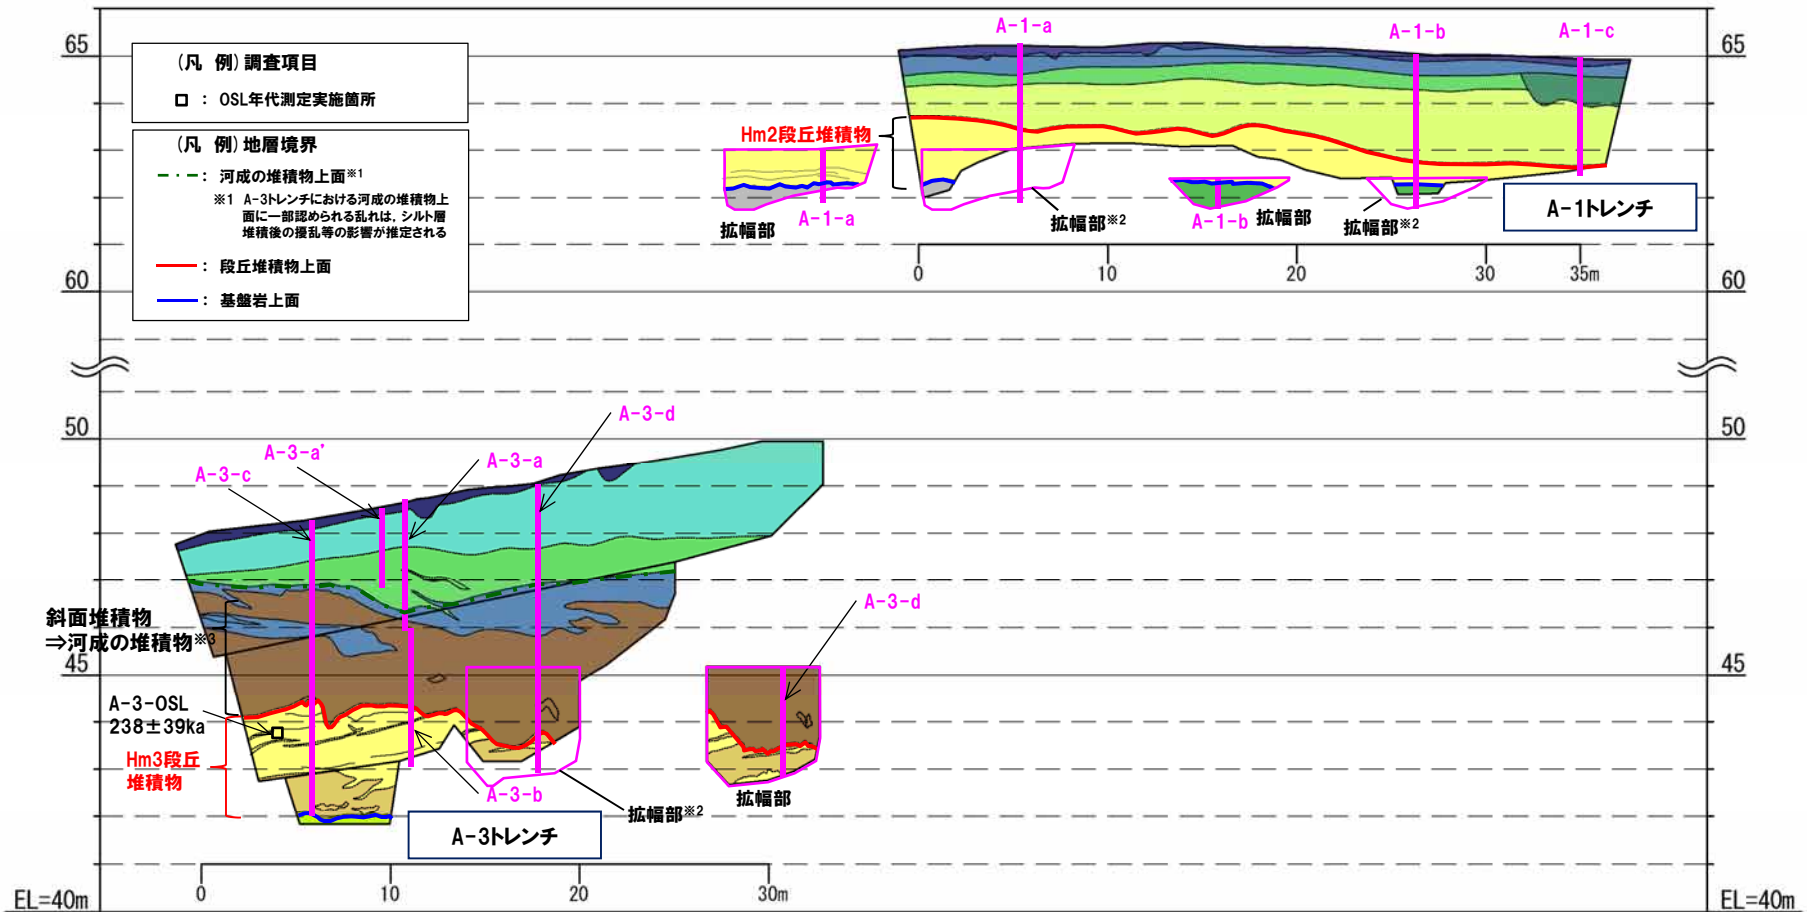 (凡 例)調査項目
□ : OSL年代測定実施箇所
(凡 例)地層境界
: 河成の堆積物上面※1
※1 A-3トレンチにおける河成の堆積物上
面に一部認められる乱れは、シルト層
堆積後の擾乱等の影響が推定される
: 段丘堆積物上面
: 基盤岩上面
65
60
50
45
EL=40m
65
60
50
45
EL=40m
A-1-a
A-1-b
A-1-c
Hm2段丘堆積物
拡幅部
A-1-a
拡幅部※2
A-1-b
拡幅部
拡幅部※2
A-1トレンチ
0
10
20
30
35m
A-3-d
A-3-a'
A-3-a
A-3-c
斜面堆積物
⇒河成の堆積物※3
A-3-d
A-3-OSL
238±39ka
Hm3段丘
堆積物
A-3-b
拡幅部※2
拡幅部
A-3トレンチ
0
10
20
30m